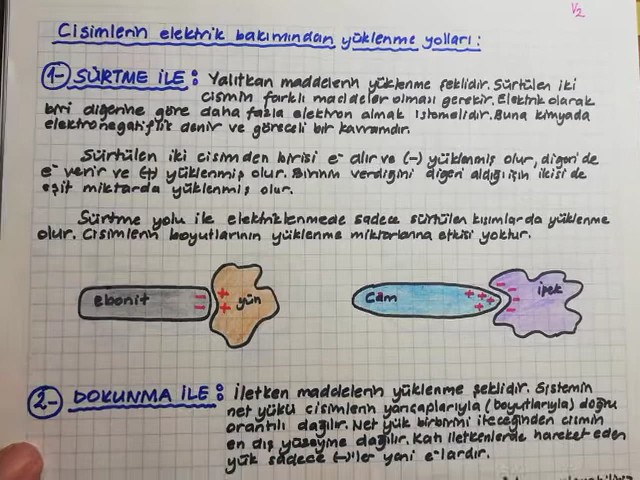 1/2
Cisimlerin elektrik bakımından yüklenme yolları:
1- SÜRTME İLE: Yalıtkan maddelerin yüklenme şeklidir. Sürtülen iki
cismin farklı maddeler olması gerekir. Elektrik olarak
biri diğerine göre daha fazla elektron almak istemelidir. Buna kimyada
elektronegatiflik denir ve göreceli bir kavramdır.
Sürtülen iki cisimden birisi e⁻ alır ve (-) yüklenmiş olur, diğeri de
e⁻ verir ve (+) yüklenmiş olur. Birinin verdiğini diğeri aldığı için ikisi de
eşit miktarda yüklenmiş olur.
Sürtme yolu ile elektriklenmede sadece sürtülen kısımlarda yüklenme
olur. Cisimlerin boyutlarının yüklenme miktarlarına etkisi yoktur.
ebonit yün cam ipek
2- DOKUNMA İLE: İletken maddelerin yüklenme şeklidir. Sistemin
net yükü cisimlerin yarıçaplarıyla (boyutlarıyla) doğru
orantılı dağılır. Net yük birbirini iteceğinden cismin
en dış yüzeyine dağılır. Katı iletkenlerde hareket eden
yük sadece (-)'ler yani e⁻lardır.